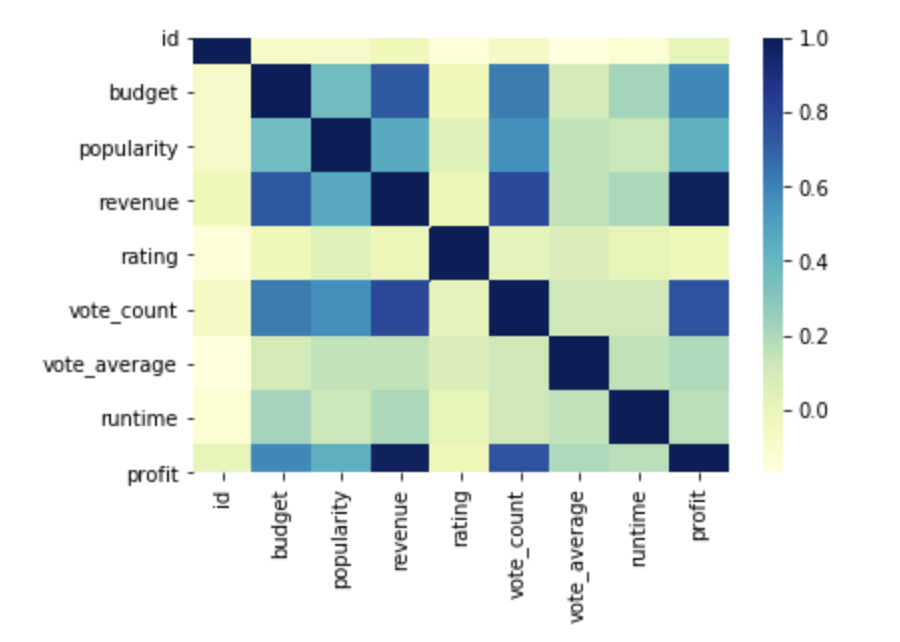 id
budget
popularity
revenue
rating
vote_count
vote_average
runtime
profit
id
budget
popularity
revenue
rating
vote_count
vote_average
runtime
profit
1.0
0.8
0.6
0.4
0.2
0.0